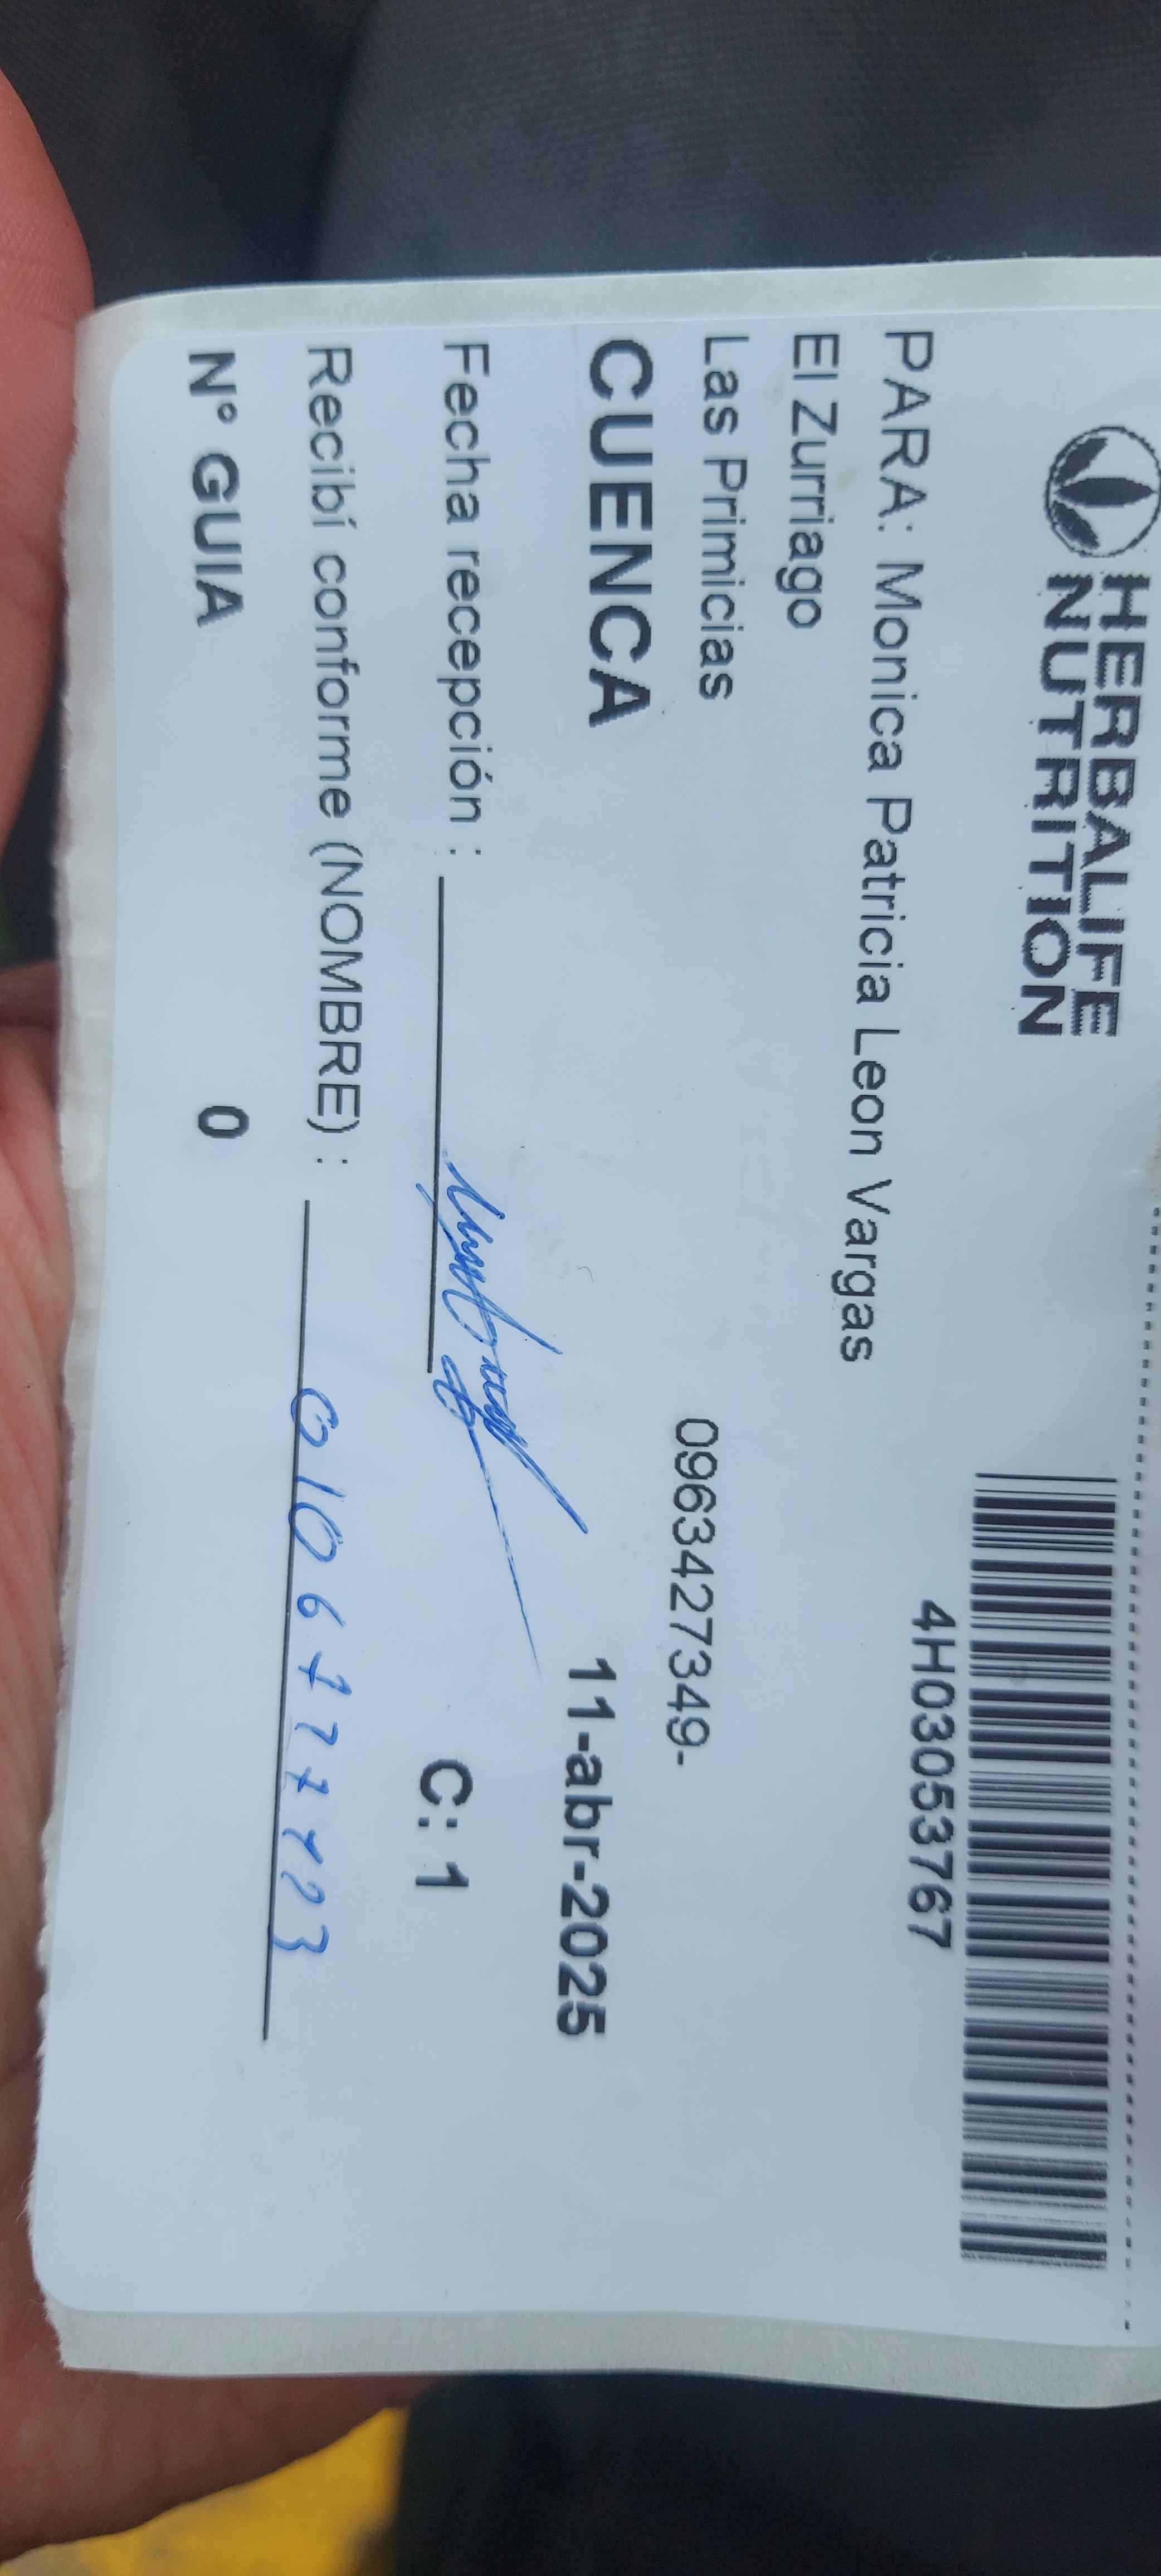 HERBALIFE
NUTRITION
4H03053767
PARA: Monica Patricia Leon Vargas
El Zurriago
Las Primicias
0963427349-
CUENCA
11-abr-2025
Fecha recepción :
C: 1
Recibí conforme (NOMBRE) :
N° GUIA 0